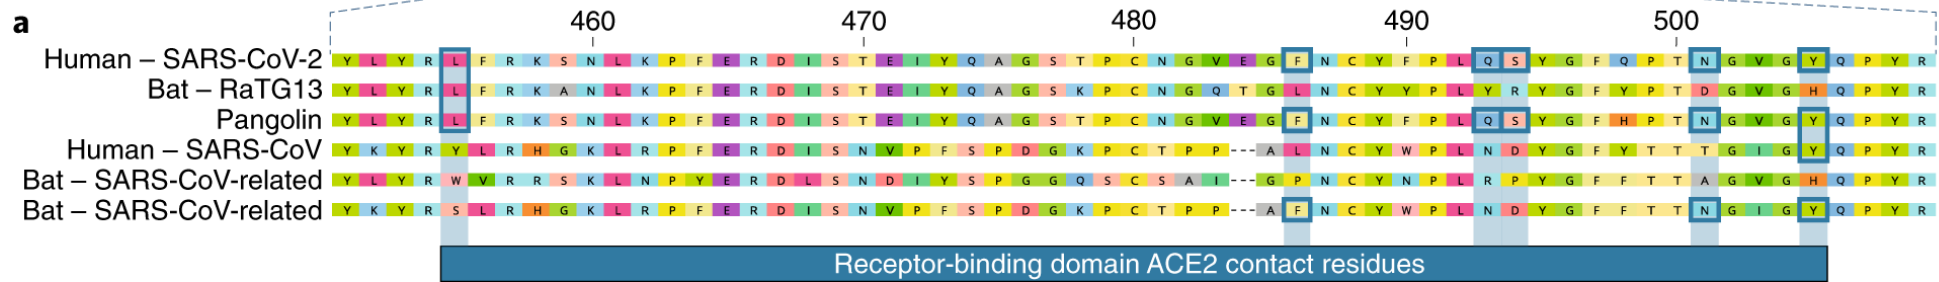 a
460 470 480 490 500
Human – SARS-CoV-2 Y L Y R L F R K S N L K P F E R D I S T E I Y Q A G S T P C N G V E G F N C Y F P L Q S Y G F Q P T N G V G Y Q P Y R
Bat – RaTG13 Y L Y R L F R K A N L K P F E R D I S T E I Y Q A G S K P C N G Q T G L N C Y Y P L Y R Y G F Y P T D G V G H Q P Y R
Pangolin Y L Y R L F R K S N L K P F E R D I S T E I Y Q A G S T P C N G V E G F N C Y F P L Q S Y G F H P T N G V G Y Q P Y R
Human – SARS-CoV Y K Y R Y L R H G K L R P F E R D I S N V P F S P D G K P C T P P --- A L N C Y W P L N D Y G F Y T T T G I G Y Q P Y R
Bat – SARS-CoV-related Y L Y R W V R R S K L N P Y E R D L S N D I Y S P G G Q S C S A I --- G P N C Y N P L R P Y G F F T T A G V G H Q P Y R
Bat – SARS-CoV-related Y K Y R S L R H G K L R P F E R D I S N V P F S P D G K P C T P P --- A F N C Y W P L N D Y G F F T T N G I G Y Q P Y R
Receptor-binding domain ACE2 contact residues